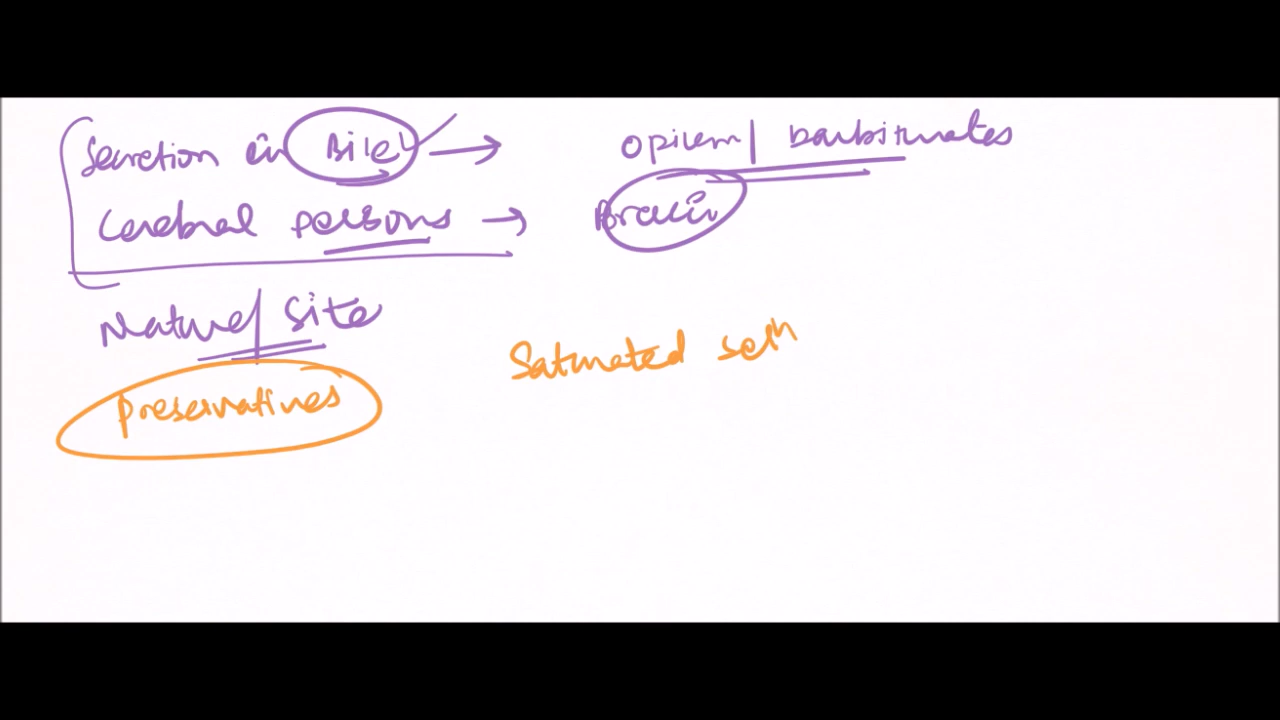 Secretion in Bile → opium / barbiturates
Cerebral poisons → Brain
Nature / Site
Preservatives
Saturated solⁿ